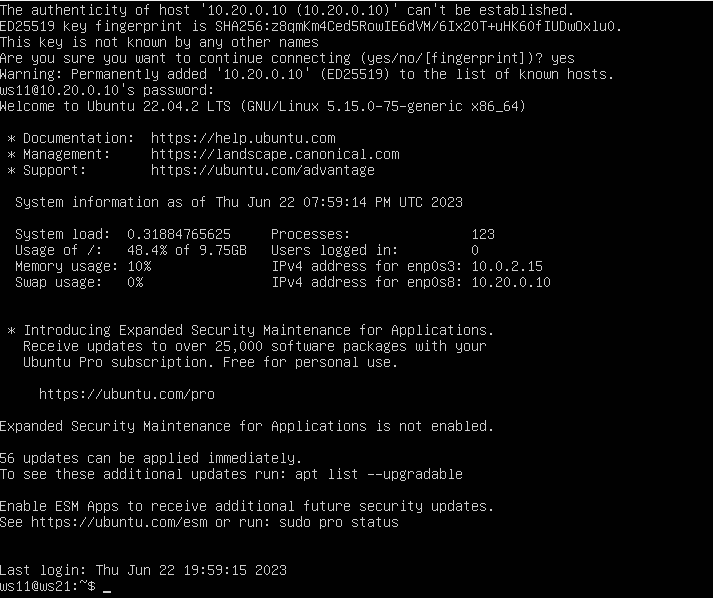 The authenticity of host '10.20.0.10 (10.20.0.10)' can't be established.
ED25519 key fingerprint is SHA256:z8qmKm4Ced5RowIE6dVM/6Ix20T+uHK60fIUDwOxlu0.
This key is not known by any other names
Are you sure you want to continue connecting (yes/no/[fingerprint])? yes
Warning: Permanently added '10.20.0.10' (ED25519) to the list of known hosts.
ws11@10.20.0.10's password:
Welcome to Ubuntu 22.04.2 LTS (GNU/Linux 5.15.0-75-generic x86_64)

 * Documentation:  https://help.ubuntu.com
 * Management:     https://landscape.canonical.com
 * Support:        https://ubuntu.com/advantage

  System information as of Thu Jun 22 07:59:14 PM UTC 2023

  System load:  0.31884765625     Processes:               123
  Usage of /:   48.4% of 9.75GB   Users logged in:         0
  Memory usage: 10%               IPv4 address for enp0s3: 10.0.2.15
  Swap usage:   0%                IPv4 address for enp0s8: 10.20.0.10

 * Introducing Expanded Security Maintenance for Applications.
   Receive updates to over 25,000 software packages with your
   Ubuntu Pro subscription. Free for personal use.

     https://ubuntu.com/pro

Expanded Security Maintenance for Applications is not enabled.

56 updates can be applied immediately.
To see these additional updates run: apt list --upgradable

Enable ESM Apps to receive additional future security updates.
See https://ubuntu.com/esm or run: sudo pro status

Last login: Thu Jun 22 19:59:15 2023
ws11@ws21:~$ _